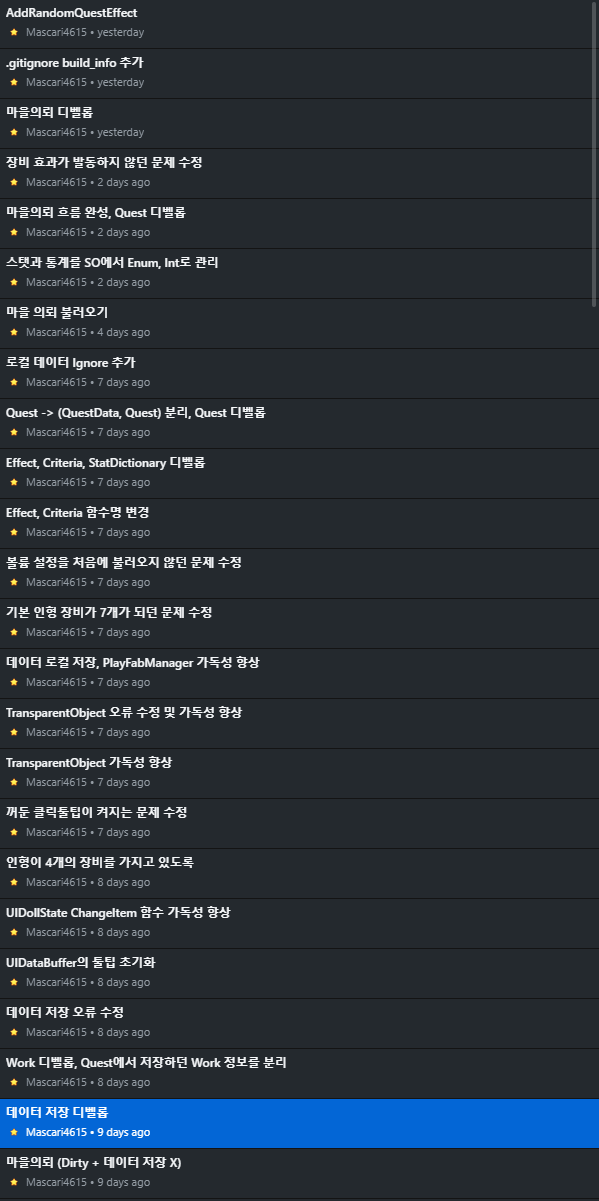 AddRandomQuestEffect
Mascari4615 • yesterday
.gitignore build_info 추가
Mascari4615 • yesterday
마을의뢰 디벨롭
Mascari4615 • yesterday
장비 효과가 발동하지 않던 문제 수정
Mascari4615 • 2 days ago
마을의뢰 흐름 완성, Quest 디벨롭
Mascari4615 • 2 days ago
스탯과 통계를 SO에서 Enum, Int로 관리
Mascari4615 • 2 days ago
마을 의뢰 불러오기
Mascari4615 • 4 days ago
로컬 데이터 Ignore 추가
Mascari4615 • 7 days ago
Quest -> (QuestData, Quest) 분리, Quest 디벨롭
Mascari4615 • 7 days ago
Effect, Criteria, StatDictionary 디벨롭
Mascari4615 • 7 days ago
Effect, Criteria 함수명 변경
Mascari4615 • 7 days ago
볼륨 설정을 처음에 불러오지 않던 문제 수정
Mascari4615 • 7 days ago
기본 인형 장비가 7개가 되던 문제 수정
Mascari4615 • 7 days ago
데이터 로컬 저장, PlayFabManager 가독성 향상
Mascari4615 • 7 days ago
TransparentObject 오류 수정 및 가독성 향상
Mascari4615 • 7 days ago
TransparentObject 가독성 향상
Mascari4615 • 7 days ago
꺼둔 클릭툴팁이 켜지는 문제 수정
Mascari4615 • 7 days ago
인형이 4개의 장비를 가지고 있도록
Mascari4615 • 8 days ago
UIDollState ChangeItem 함수 가독성 향상
Mascari4615 • 8 days ago
UIDataBuffer의 툴팁 초기화
Mascari4615 • 8 days ago
데이터 저장 오류 수정
Mascari4615 • 8 days ago
Work 디벨롭, Quest에서 저장하던 Work 정보를 분리
Mascari4615 • 8 days ago
데이터 저장 디벨롭
Mascari4615 • 9 days ago
마을의뢰 (Dirty + 데이터 저장 X)
Mascari4615 • 9 days ago